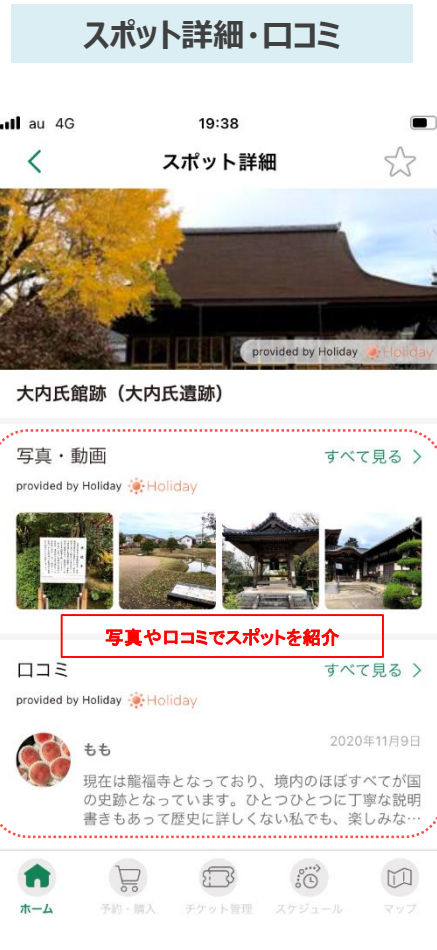 スポット詳細・口コミ
au 4G 19:38
スポット詳細
provided by Holiday Holiday
大内氏館跡（大内氏遺跡）
写真・動画 すべて見る
provided by Holiday Holiday
写真や口コミでスポットを紹介
口コミ すべて見る
provided by Holiday Holiday
もも 2020年11月9日
現在は龍福寺となっており、境内のほぼすべてが国
の史跡となっています。ひとつひとつに丁寧な説明
書きもあって歴史に詳しくない私でも、楽しみな…
ホーム 予約・購入 チケット管理 スケジュール マップ